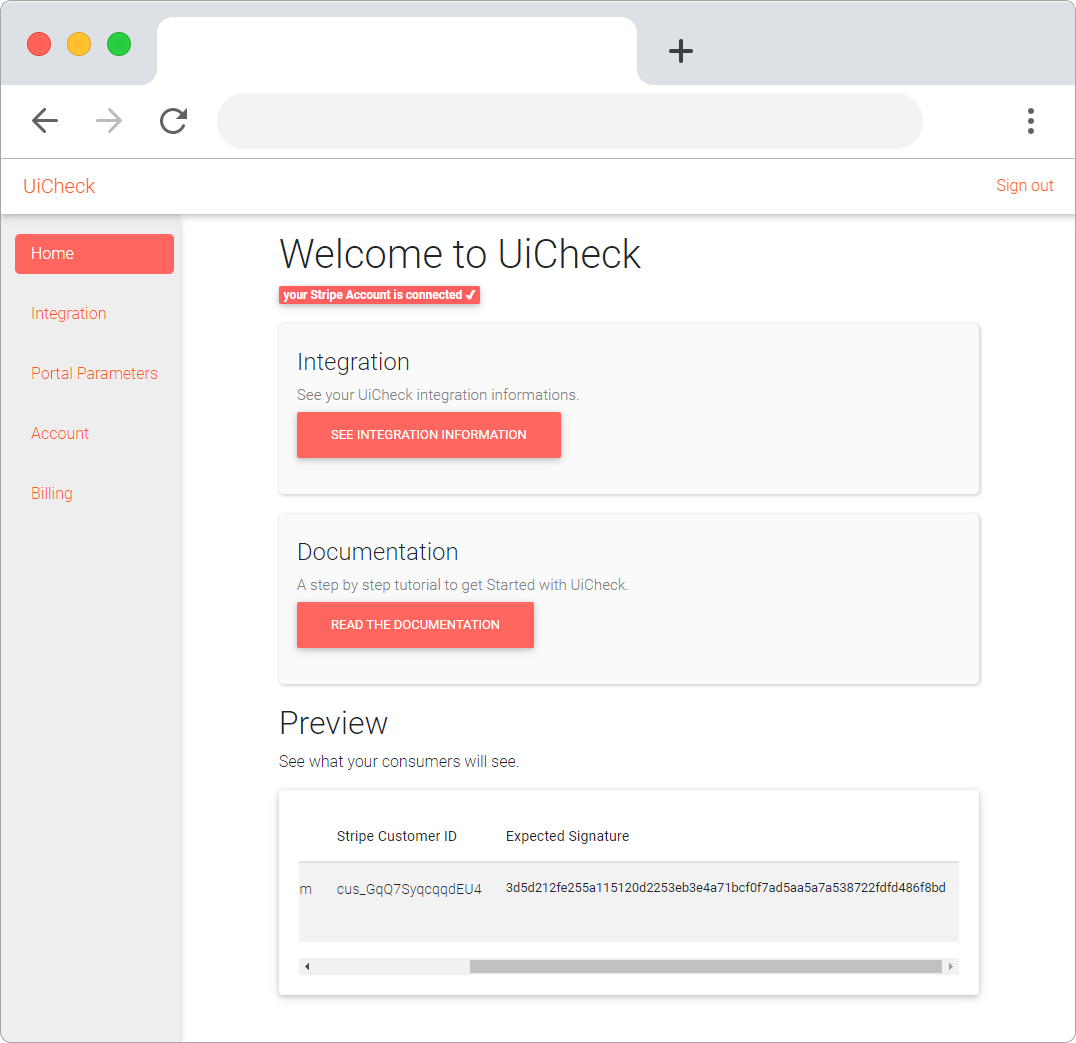 UiCheck
Sign out
Home
Integration
Portal Parameters
Account
Billing
Welcome to UiCheck
your Stripe Account is connected ✔
Integration
See your UiCheck integration informations.
SEE INTEGRATION INFORMATION
Documentation
A step by step tutorial to get Started with UiCheck.
READ THE DOCUMENTATION
Preview
See what your consumers will see.
Stripe Customer ID Expected Signature
m cus_GqQ7SyqcqqdEU4 3d5d212fe255a115120d2253eb3e4a71bcf0f7ad5aa5a7a538722fdfd486f8bd